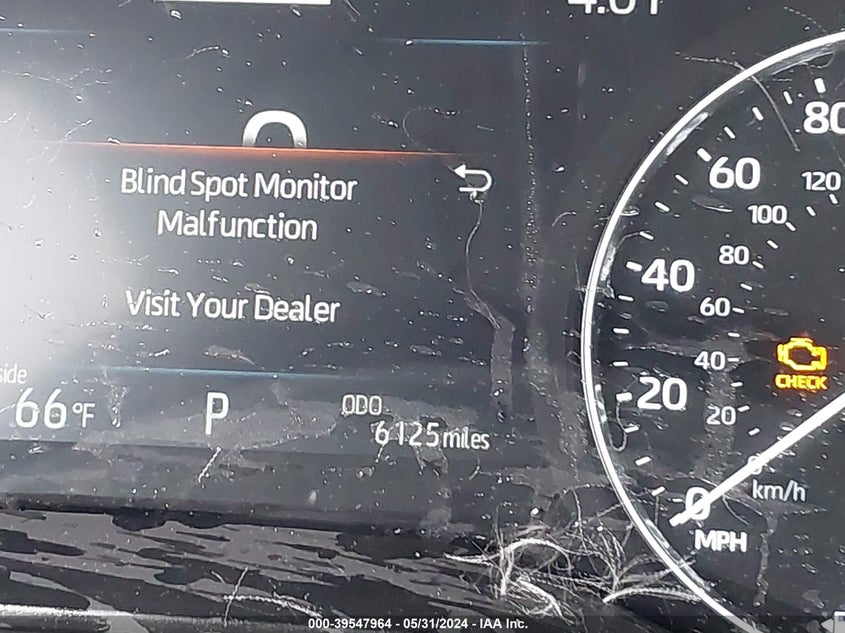 Blind Spot Monitor
Malfunction
Visit Your Dealer
side
66°F
P
ODO
6125 miles
80
60
40
20
0
MPH
120
100
80
60
40
20
0
km/h
CHECK
000-39547964 - 05/31/2024 - IAA Inc.